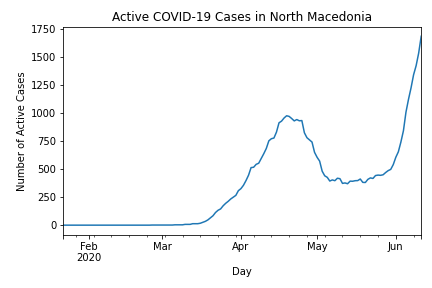 Active COVID-19 Cases in North Macedonia
1750
1500
1250
1000
750
500
250
0
Number of Active Cases
Feb
2020
Mar
Apr
May
Jun
Day